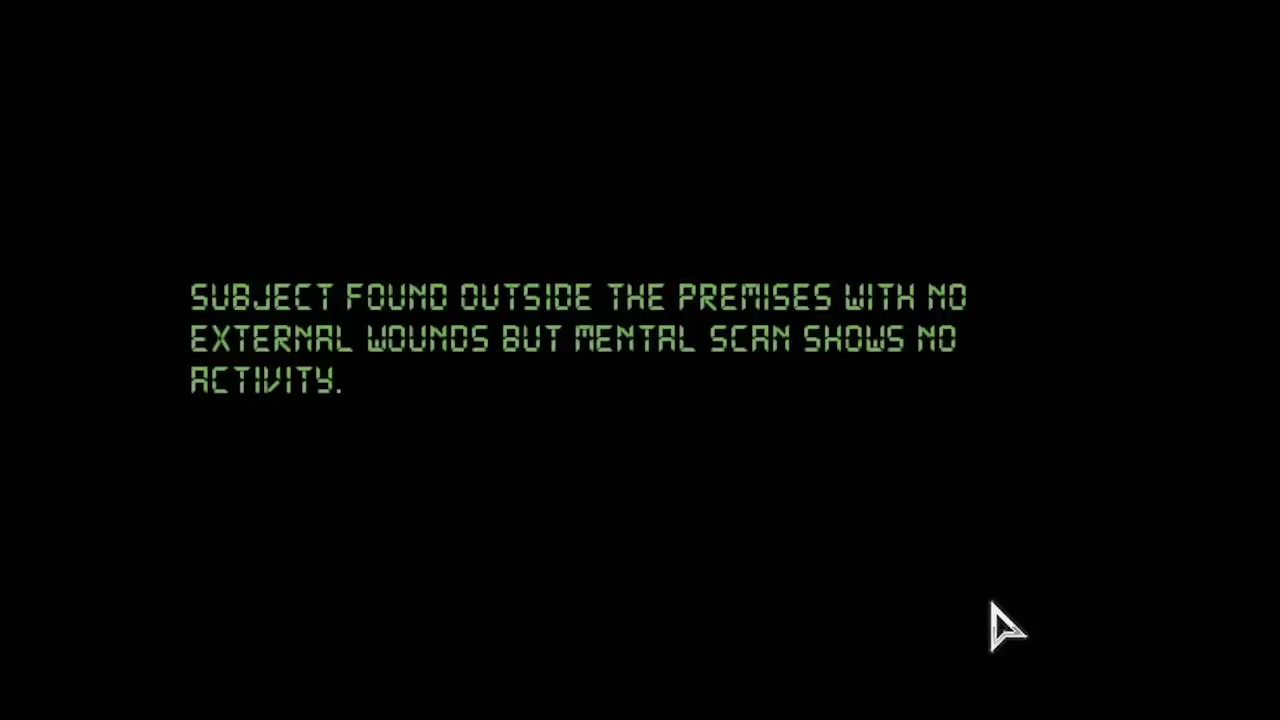 SUBJECT FOUND OUTSIDE THE PREMISES WITH NO
EXTERNAL WOUNDS BUT MENTAL SCAN SHOWS NO
ACTIVITY.